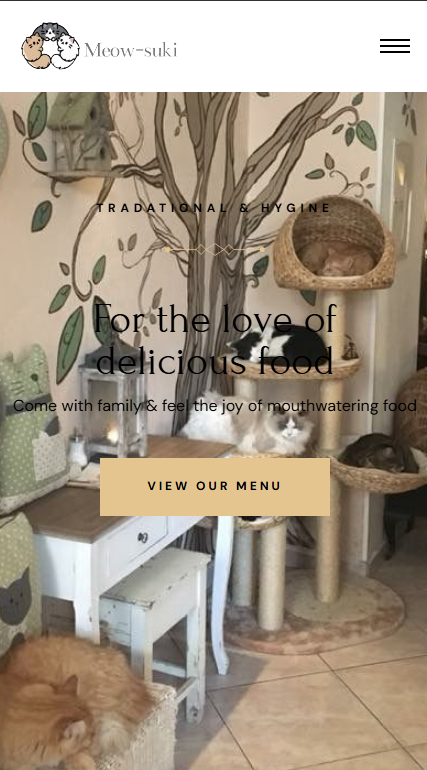 Meow-suki
TRADATIONAL & HYGINE
For the love of
delicious food
Come with family & feel the joy of mouthwatering food
VIEW OUR MENU